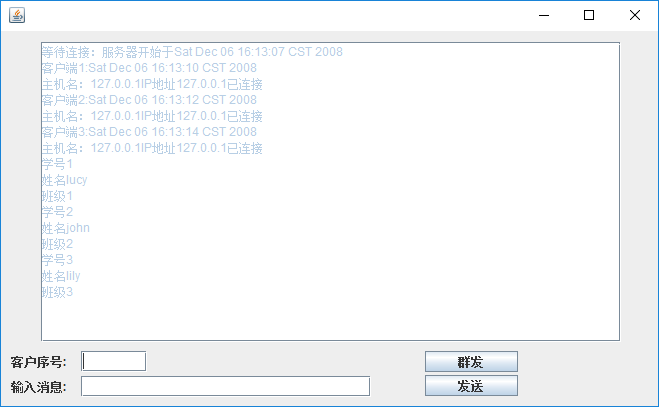 等待连接：服务器开始于Sat Dec 06 16:13:07 CST 2008
客户端1:Sat Dec 06 16:13:10 CST 2008
主机名：127.0.0.1IP地址127.0.0.1已连接
客户端2:Sat Dec 06 16:13:12 CST 2008
主机名：127.0.0.1IP地址127.0.0.1已连接
客户端3:Sat Dec 06 16:13:14 CST 2008
主机名：127.0.0.1IP地址127.0.0.1已连接
学号1
姓名lucy
班级1
学号2
姓名john
班级2
学号3
姓名lily
班级3
客户序号: 群发
输入消息: 发送